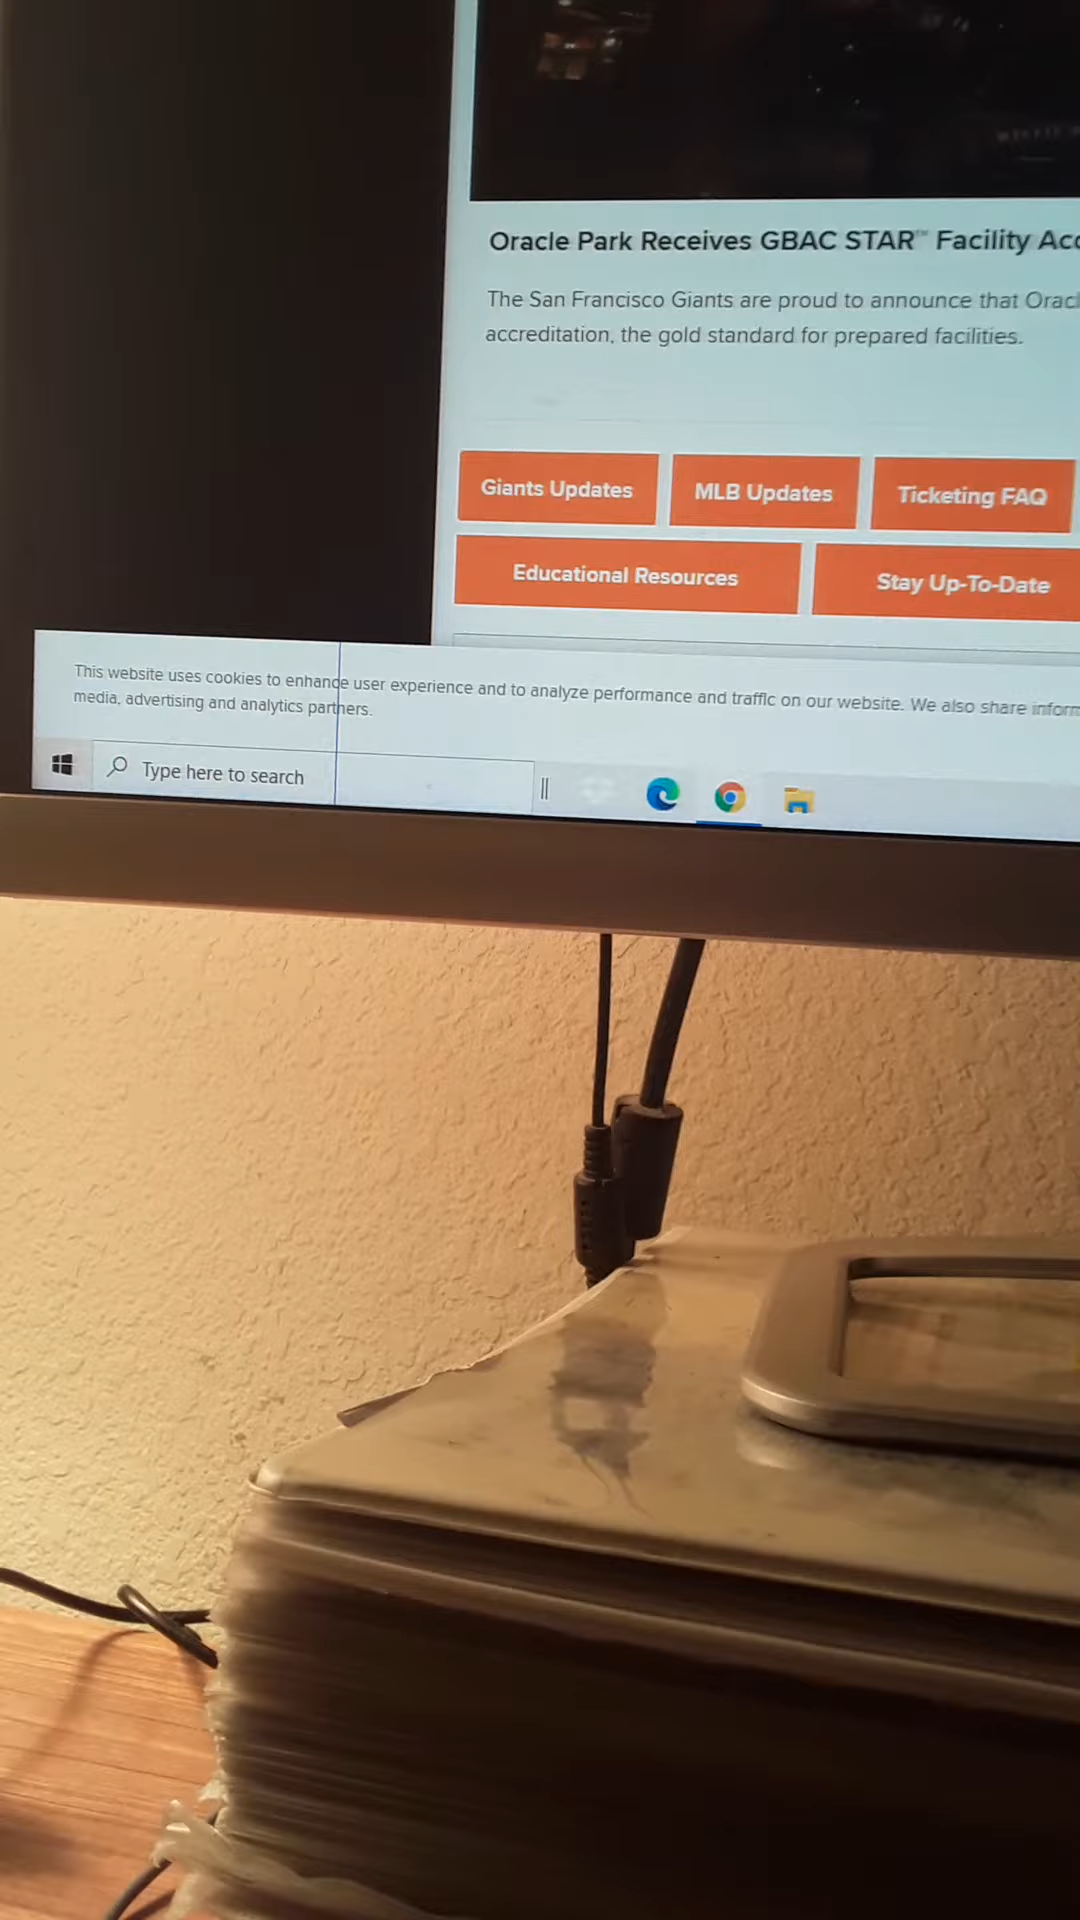 Oracle Park Receives GBAC STAR™ Facility
The San Francisco Giants are proud to announce that
accreditation, the gold standard for prepared facilities.
Giants Updates MLB Updates Ticketing FAQ
Educational Resources Stay Up-To-Date
This website uses cookies to enhance user experience and to analyze performance and traffic on our website. We also share
media, advertising and analytics partners.
Type here to search